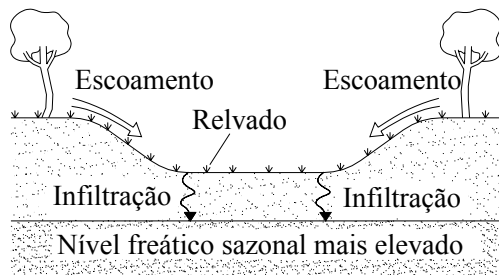 Escoamento
Escoamento
Relvado
Infiltração
Infiltração
Nível freático sazonal mais elevado